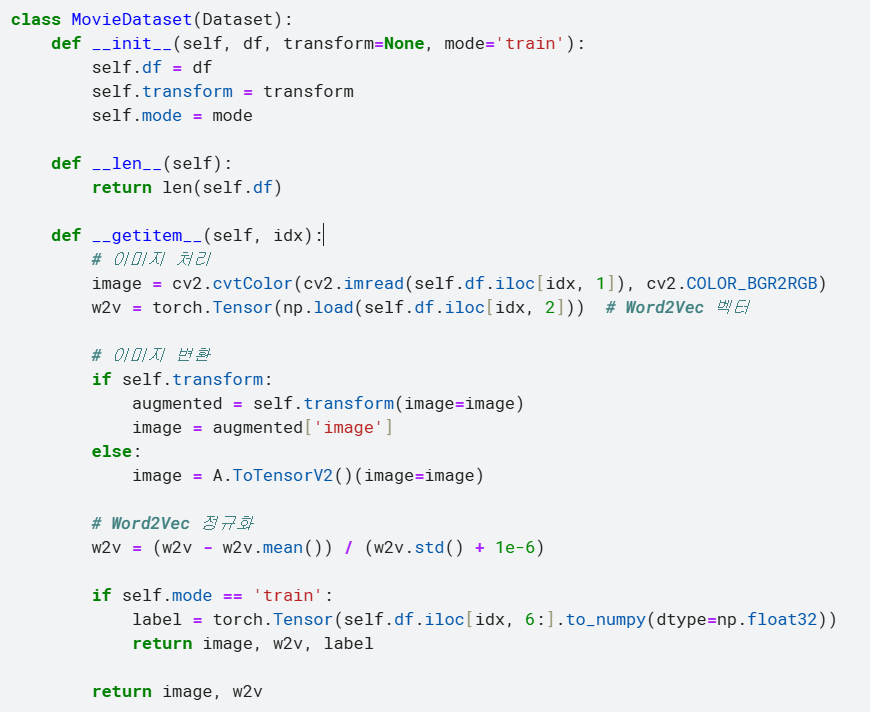 class MovieDataset(Dataset):
    def __init__(self, df, transform=None, mode='train'):
        self.df = df
        self.transform = transform
        self.mode = mode

    def __len__(self):
        return len(self.df)

    def __getitem__(self, idx):
        # 이미지 처리
        image = cv2.cvtColor(cv2.imread(self.df.iloc[idx, 1]), cv2.COLOR_BGR2RGB)
        w2v = torch.Tensor(np.load(self.df.iloc[idx, 2]))  # Word2Vec 벡터

        # 이미지 변환
        if self.transform:
            augmented = self.transform(image=image)
            image = augmented['image']
        else:
            image = A.ToTensorV2()(image=image)

        # Word2Vec 정규화
        w2v = (w2v - w2v.mean()) / (w2v.std() + 1e-6)

        if self.mode == 'train':
            label = torch.Tensor(self.df.iloc[idx, 6:].to_numpy(dtype=np.float32))
            return image, w2v, label

        return image, w2v